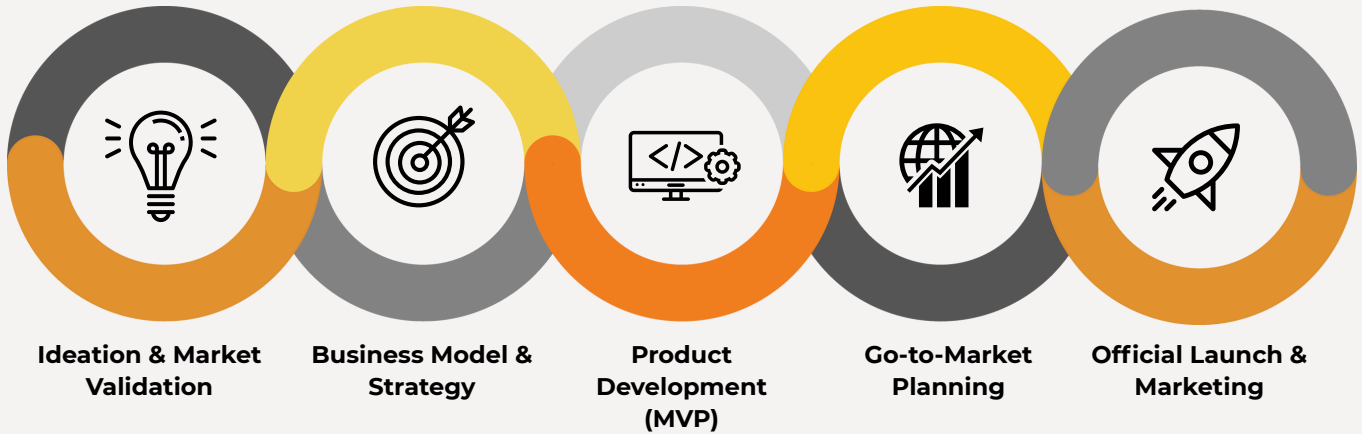 Ideation & Market
Validation
Business Model &
Strategy
</>
Product
Development
(MVP)
Go-to-Market
Planning
Official Launch &
Marketing